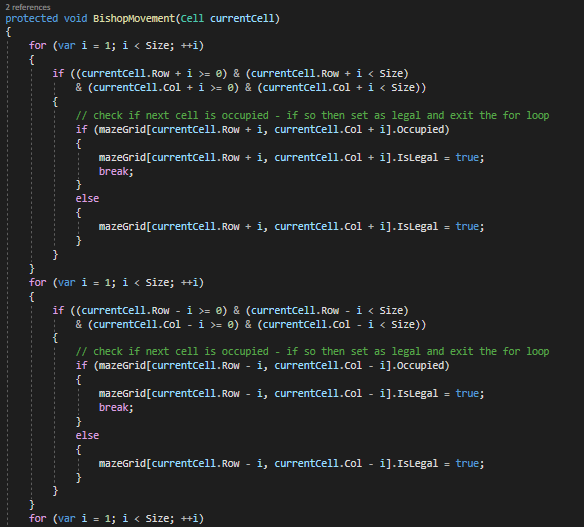 2 references
protected void BishopMovement(Cell currentCell)
{
for (var i = 1; i < Size; ++i)
{
if ((currentCell.Row + i >= 0) & (currentCell.Row + i < Size)
& (currentCell.Col + i >= 0) & (currentCell.Col + i < Size))
{
// check if next cell is occupied - if so then set as legal and exit the for loop
if (mazeGrid[currentCell.Row + i, currentCell.Col + i].Occupied)
{
mazeGrid[currentCell.Row + i, currentCell.Col + i].IsLegal = true;
break;
}
else
{
mazeGrid[currentCell.Row + i, currentCell.Col + i].IsLegal = true;
}
}
}
for (var i = 1; i < Size; ++i)
{
if ((currentCell.Row - i >= 0) & (currentCell.Row - i < Size)
& (currentCell.Col - i >= 0) & (currentCell.Col - i < Size))
{
// check if next cell is occupied - if so then set as legal and exit the for loop
if (mazeGrid[currentCell.Row - i, currentCell.Col - i].Occupied)
{
mazeGrid[currentCell.Row - i, currentCell.Col - i].IsLegal = true;
break;
}
else
{
mazeGrid[currentCell.Row - i, currentCell.Col - i].IsLegal = true;
}
}
}
for (var i = 1; i < Size; ++i)